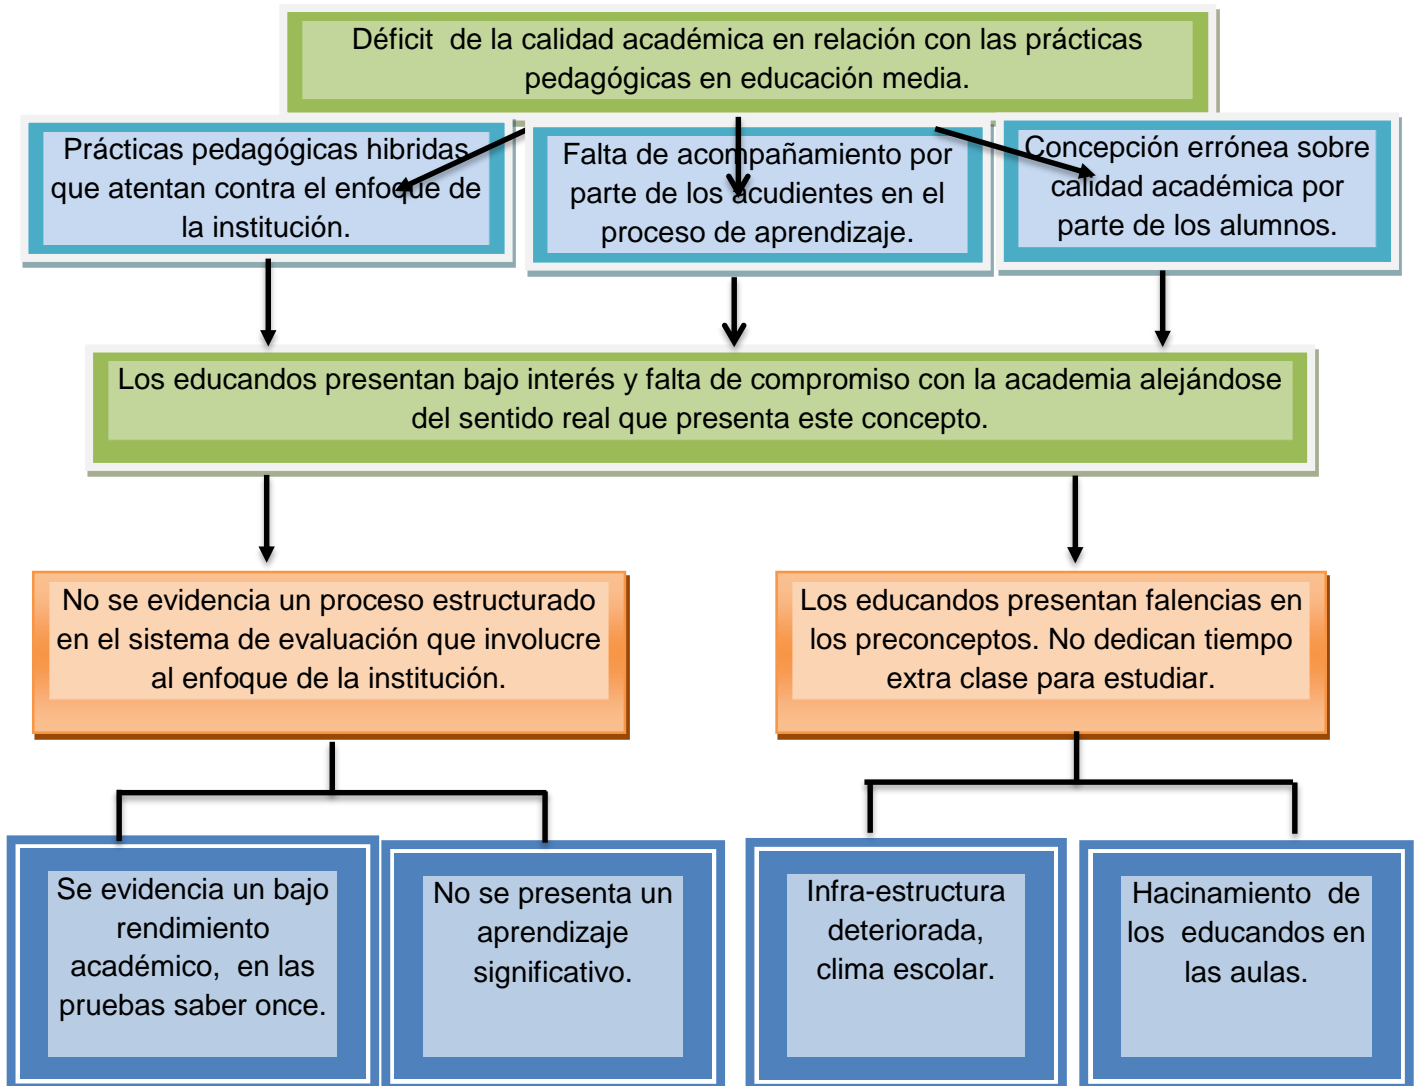 Déficit de la calidad académica en relación con las prácticas
pedagógicas en educación media.
Prácticas pedagógicas hibridas
que atentan contra el enfoque de
la institución.
Falta de acompañamiento por
parte de los acudientes en el
proceso de aprendizaje.
Concepción errónea sobre
calidad académica por
parte de los alumnos.
Los educandos presentan bajo interés y falta de compromiso con la academia alejándose
del sentido real que presenta este concepto.
No se evidencia un proceso estructurado
en el sistema de evaluación que involucre
al enfoque de la institución.
Los educandos presentan falencias en
los preconceptos. No dedican tiempo
extra clase para estudiar.
Se evidencia un bajo
rendimiento
académico, en las
pruebas saber once.
No se presenta un
aprendizaje
significativo.
Infra-estructura
deteriorada,
clima escolar.
Hacinamiento de
los educandos en
las aulas.